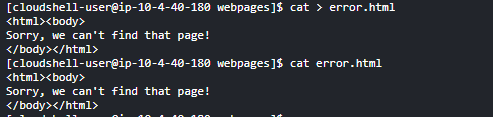 [cloudshell-user@ip-10-4-40-180 webpages]$ cat > error.html
<html><body>
Sorry, we can't find that page!
</body></html>
[cloudshell-user@ip-10-4-40-180 webpages]$ cat error.html
<html><body>
Sorry, we can't find that page!
</body></html>